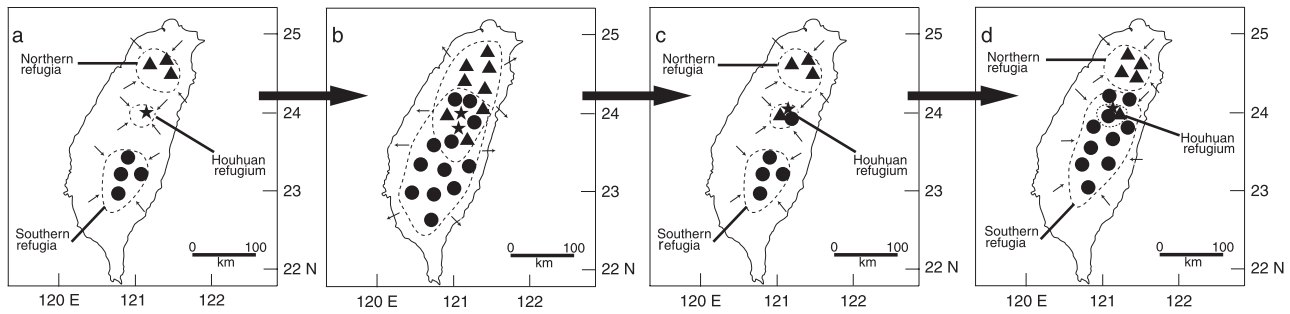 a
Northern
refugia
Houhuan
refugium
Southern
refugia
0 100
km
25
24
23
22 N
120 E 121 122
b
0 100
km
25
24
23
22 N
120 E 121 122
c
Northern
refugia
Houhuan
refugium
Southern
refugia
0 100
km
25
24
23
22 N
120 E 121 122
d
Northern
refugia
Houhuan
refugium
Southern
refugia
0 100
km
25
24
23
22 N
120 E 121 122